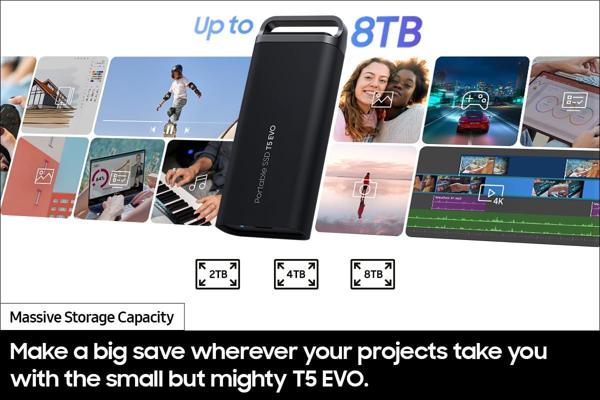 Up to 8TB
Portable SSD T5 EVO
4K
2TB 4TB 8TB
Massive Storage Capacity
Make a big save wherever your projects take you
with the small but mighty T5 EVO.